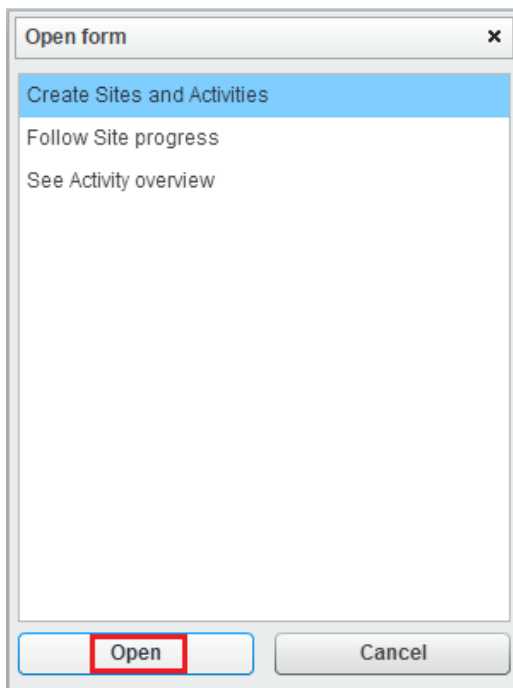 Open form
Create Sites and Activities
Follow Site progress
See Activity overview
Open
Cancel